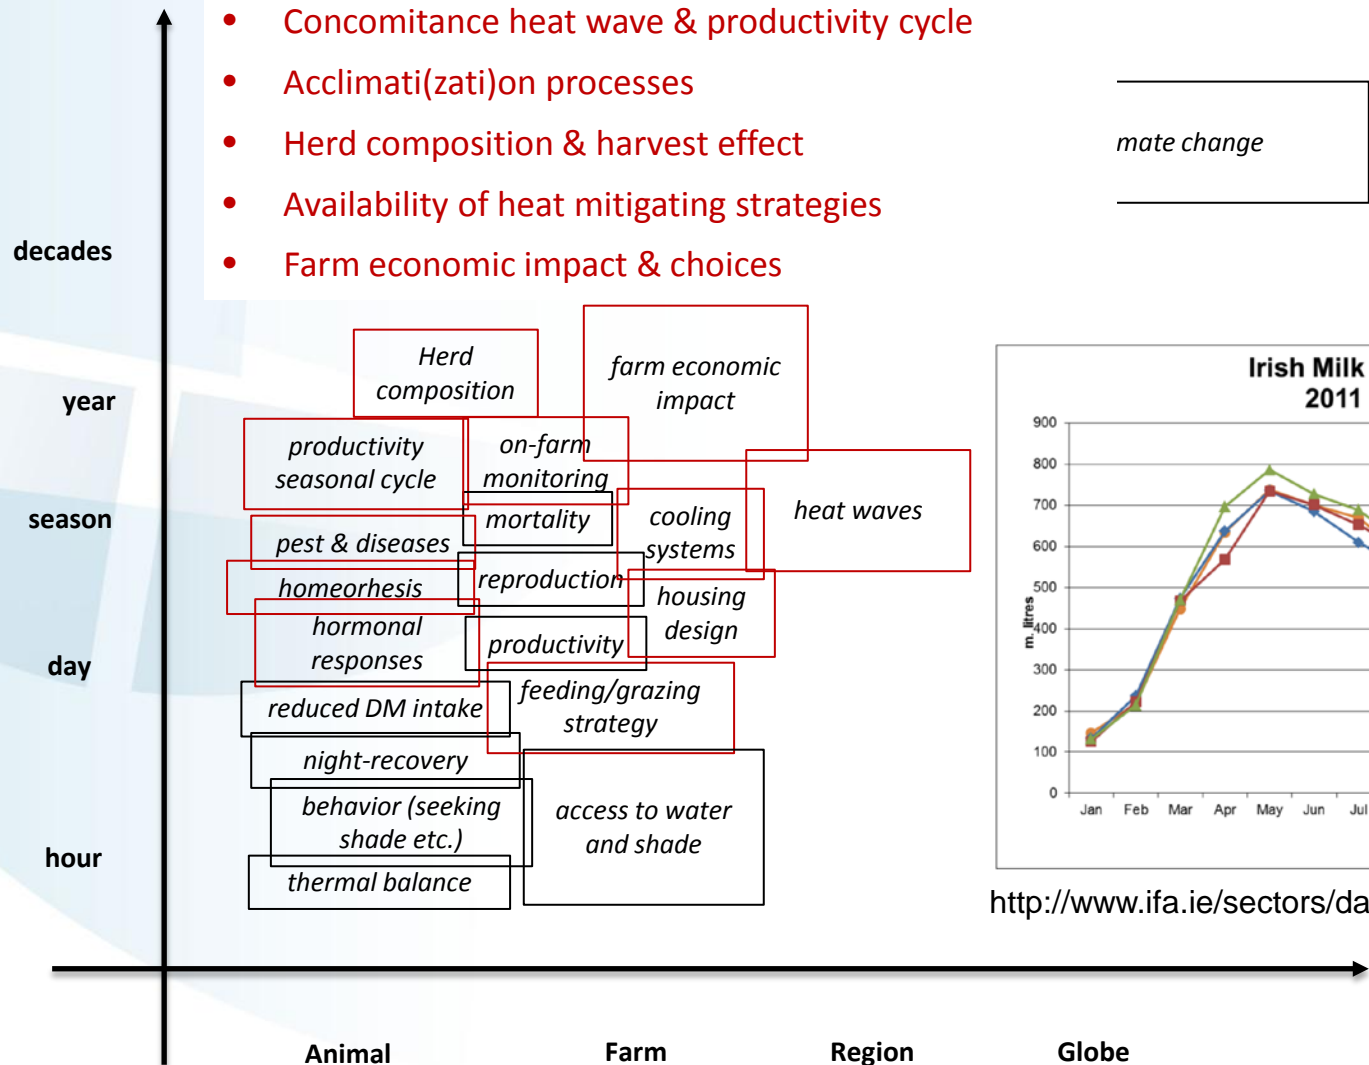 • Concomitance heat wave & productivity cycle
• Acclimati(zati)on processes
• Herd composition & harvest effect
• Availability of heat mitigating strategies
• Farm economic impact & choices
mate change
decades
year
season
day
hour
Herd
composition
farm economic
impact
productivity
seasonal cycle
on-farm
monitoring
heat waves
mortality
cooling
systems
pest & diseases
reproduction
homeorhesis
housing
design
hormonal
responses
productivity
reduced DM intake
feeding/grazing
strategy
night-recovery
behavior (seeking
shade etc.)
access to water
and shade
thermal balance
Irish Milk
2011
m. litres
900
800
700
600
500
400
300
200
100
0
Jan Feb Mar Apr May Jun Jul
http://www.ifa.ie/sectors/da
Animal Farm Region Globe